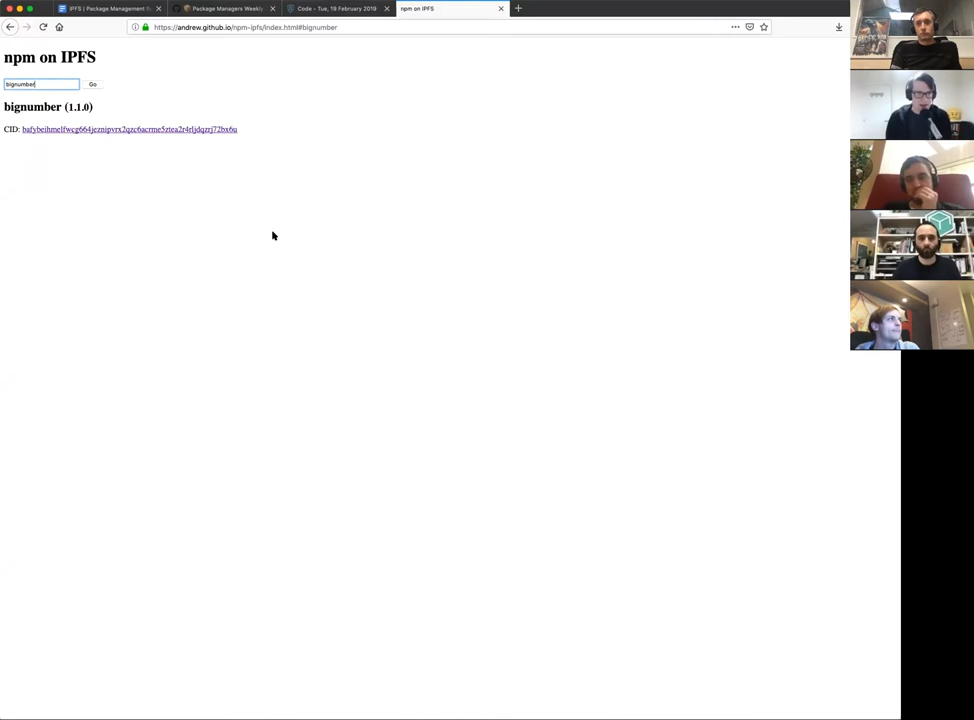 IPFS | Package Management
Package Managers Weekly
Code - Tue, 19 February 2019
npm on IPFS
https://andrew.github.io/npm-ipfs/index.html#bignumber
npm on IPFS
bignumber
Go
bignumber (1.1.0)
CID: bafybeihmelfwcg664jeznipvrx2qzc6acrme5ztea2r4rljdqzrj72bx6u